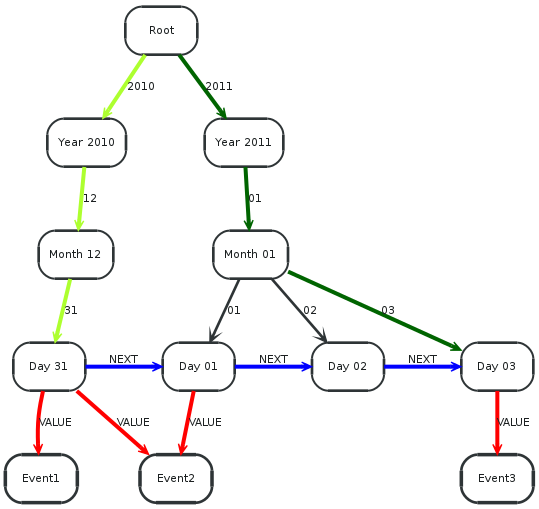 Root
2010
2011
Year 2010
Year 2011
12
01
Month 12
Month 01
31
01
02
03
Day 31
NEXT
Day 01
NEXT
Day 02
NEXT
Day 03
VALUE
VALUE
VALUE
VALUE
Event1
Event2
Event3